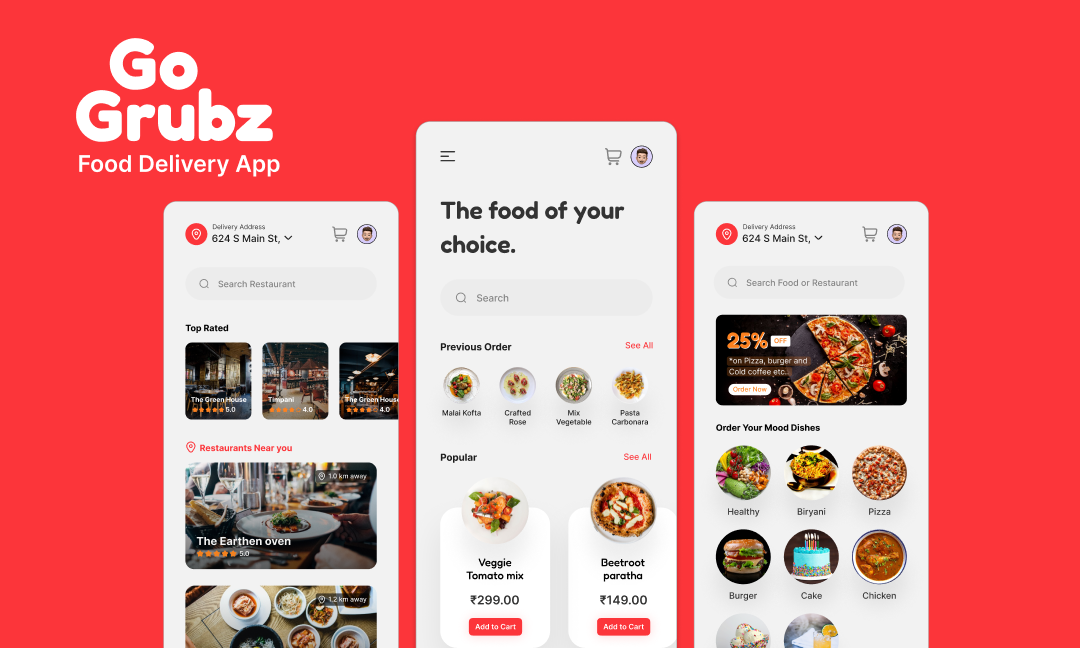 Go
Grubz
Food Delivery App
Delivery Address
624 S Main St,
Search Restaurant
Top Rated
The Green House
5.0
Timpani
4.0
The Green House
4.0
Restaurants Near you
1.0 km away
The Earthen oven
5.0
1.2 km away
The food of your
choice.
Search
Previous Order
See All
Malai Kofta
Crafted
Rose
Mix
Vegetable
Pasta
Carbonara
Popular
See All
Veggie
Tomato mix
₹299.00
Add to Cart
Beetroot
paratha
₹149.00
Add to Cart
Delivery Address
624 S Main St,
Search Food or Restaurant
25% OFF
*on Pizza, burger and
Cold coffee etc..
Order Now
Order Your Mood Dishes
Healthy
Biryani
Pizza
Burger
Cake
Chicken